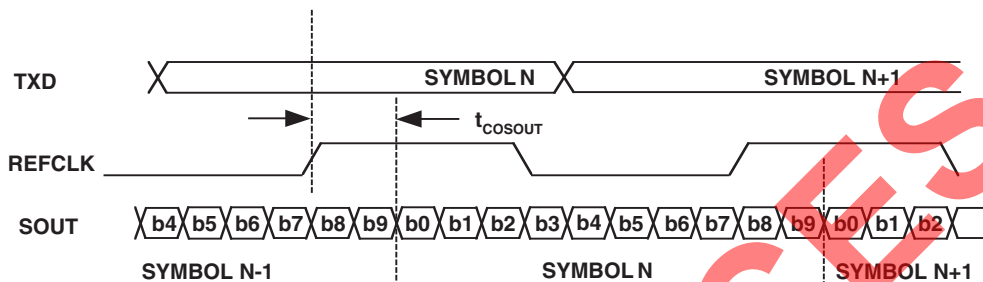 TXD
SYMBOL N
SYMBOL N+1
tCOSOUT
REFCLK
SOUT
b4 b5 b6 b7 b8 b9 b0 b1 b2 b3 b4 b5 b6 b7 b8 b9 b0 b1 b2
SYMBOL N-1
SYMBOL N
SYMBOL N+1
CES